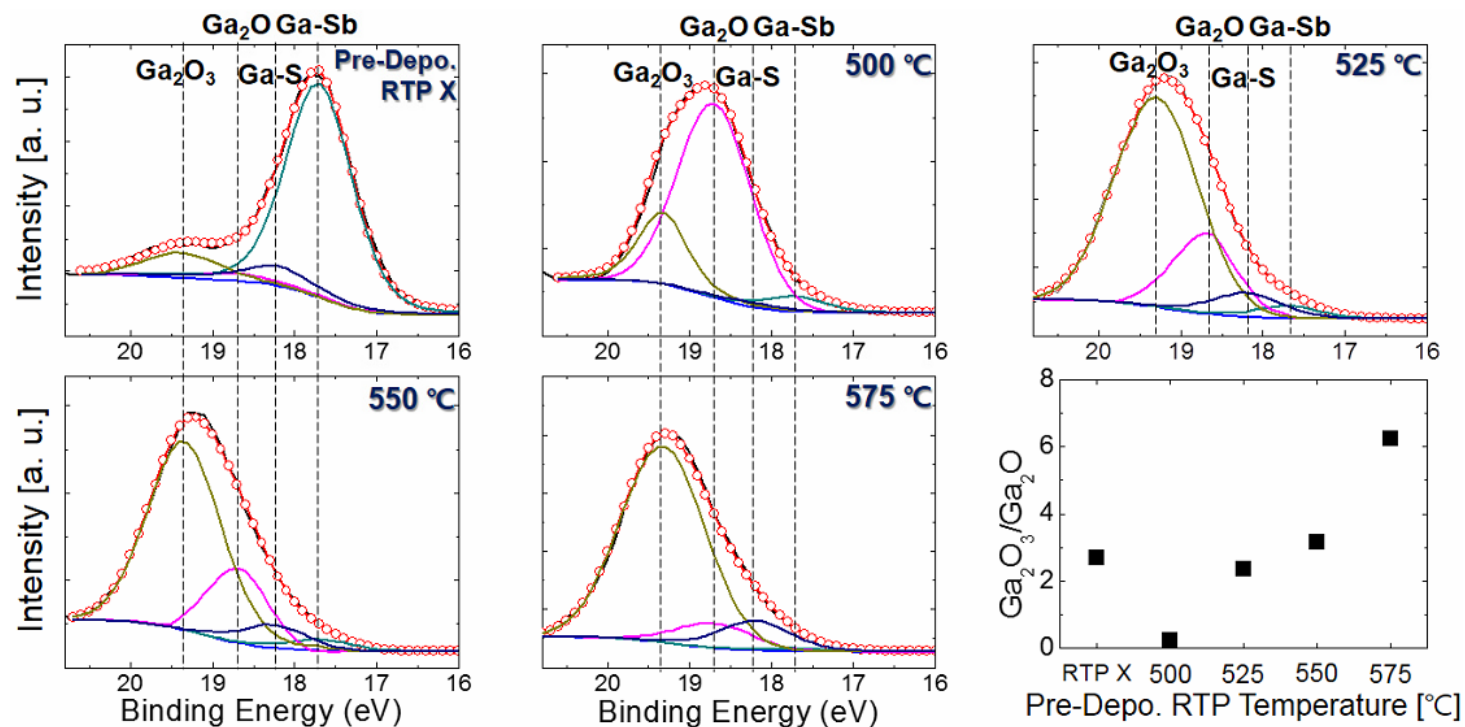 Ga₂O Ga-Sb
Ga₂O₃
Ga-S
Pre-Depo.
RTP X
Intensity [a. u.]
20 19 18 17 16
Ga₂O Ga-Sb
Ga₂O₃
Ga-S
500 ℃
20 19 18 17 16
Ga₂O Ga-Sb
Ga₂O₃
Ga-S
525 ℃
20 19 18 17 16
550 ℃
Intensity [a. u.]
20 19 18 17 16
Binding Energy (eV)
575 ℃
20 19 18 17 16
Binding Energy (eV)
8
6
4
2
0
Ga₂O₃/Ga₂O
RTP X 500 525 550 575
Pre-Depo. RTP Temperature [℃]